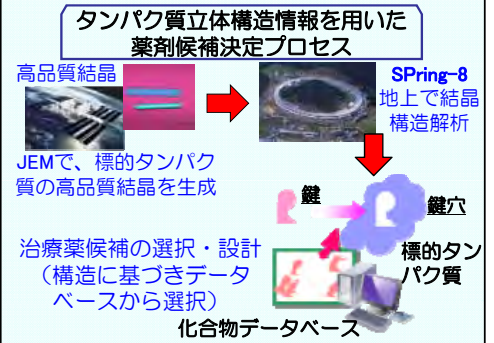 タンパク質立体構造情報を用いた
薬剤候補決定プロセス
高品質結晶
SPring-8
地上で結晶
構造解析
JEMで、標的タンパク
質の高品質結晶を生成
鍵
鍵穴
標的タン
パク質
治療薬候補の選択・設計
（構造に基づきデータ
ベースから選択）
化合物データベース